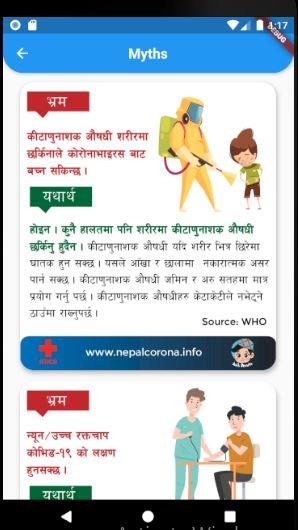 4:17
DEBUG
Myths
भ्रम
कीटाणुनाशक औषधी शरीरमा
छर्किनाले कोरोनाभाइरस बाट
बच्न सकिन्छ ।
यथार्थ
होइन । कुनै हालतमा पनि शरीरमा कीटाणुनाशक औषधी
छर्किनु हुदैन । कीटाणुनाशक औषधी यदि शरीर भित्र छिरेमा
घातक हुन सक्छ । यसले आंखा र छालामा नकारात्मक असर
पार्न सक्छ । कीटाणुनाशक औषधी जमिन र अरु सतहमा मात्र
प्रयोग गर्नु पर्छ । कीटाणुनाशक औषधीहरु केटाकेटीले नभेट्ने
ठाउंमा राख्नुपर्छ ।
Source: WHO
www.nepalcorona.info
भ्रम
न्यून/उच्च रक्तचाप
कोभिड-१९ को लक्षण
हुनसक्छ ।
यथार्थ